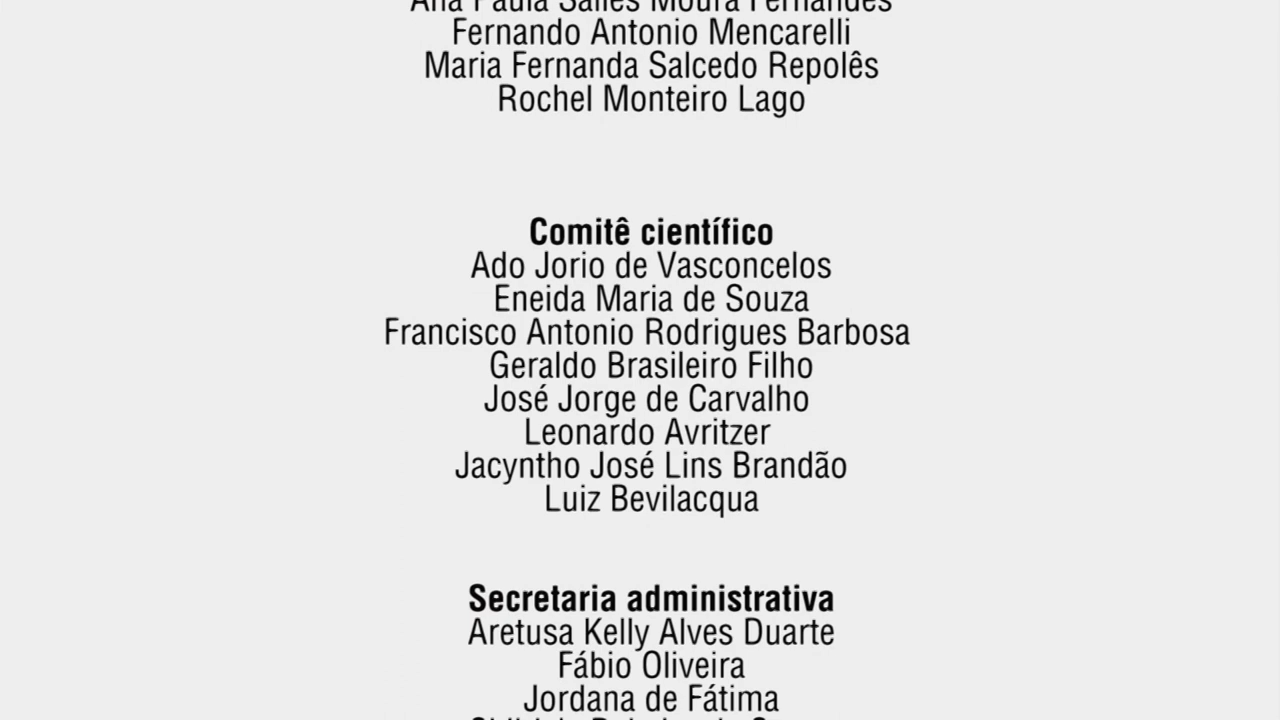 Ana Paula Salles Moura Fernandes
Fernando Antonio Mencarelli
Maria Fernanda Salcedo Repolês
Rochel Monteiro Lago
Comitê científico
Ado Jorio de Vasconcelos
Eneida Maria de Souza
Francisco Antonio Rodrigues Barbosa
Geraldo Brasileiro Filho
José Jorge de Carvalho
Leonardo Avritzer
Jacyntho José Lins Brandão
Luiz Bevilacqua
Secretaria administrativa
Aretusa Kelly Alves Duarte
Fábio Oliveira
Jordana de Fátima